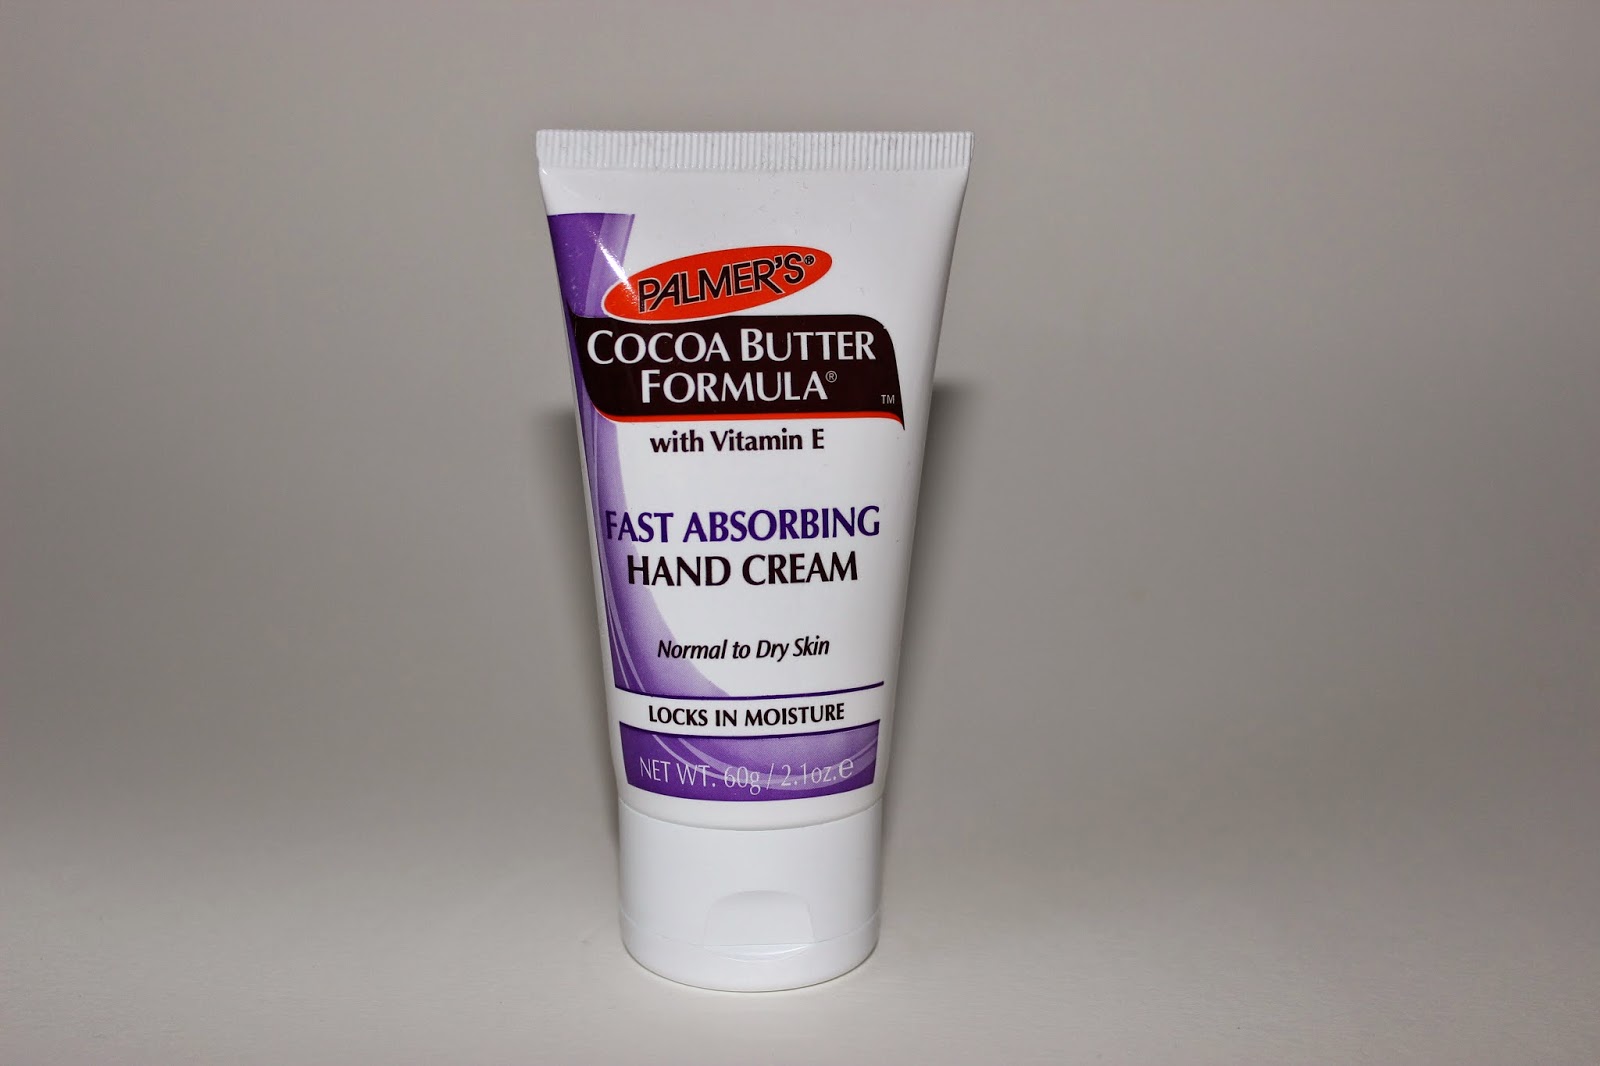 PALMER'S®
COCOA BUTTER
FORMULA®
TM
with Vitamin E
FAST ABSORBING
HAND CREAM
Normal to Dry Skin
LOCKS IN MOISTURE
NET WT. 60g / 2.1oz.e